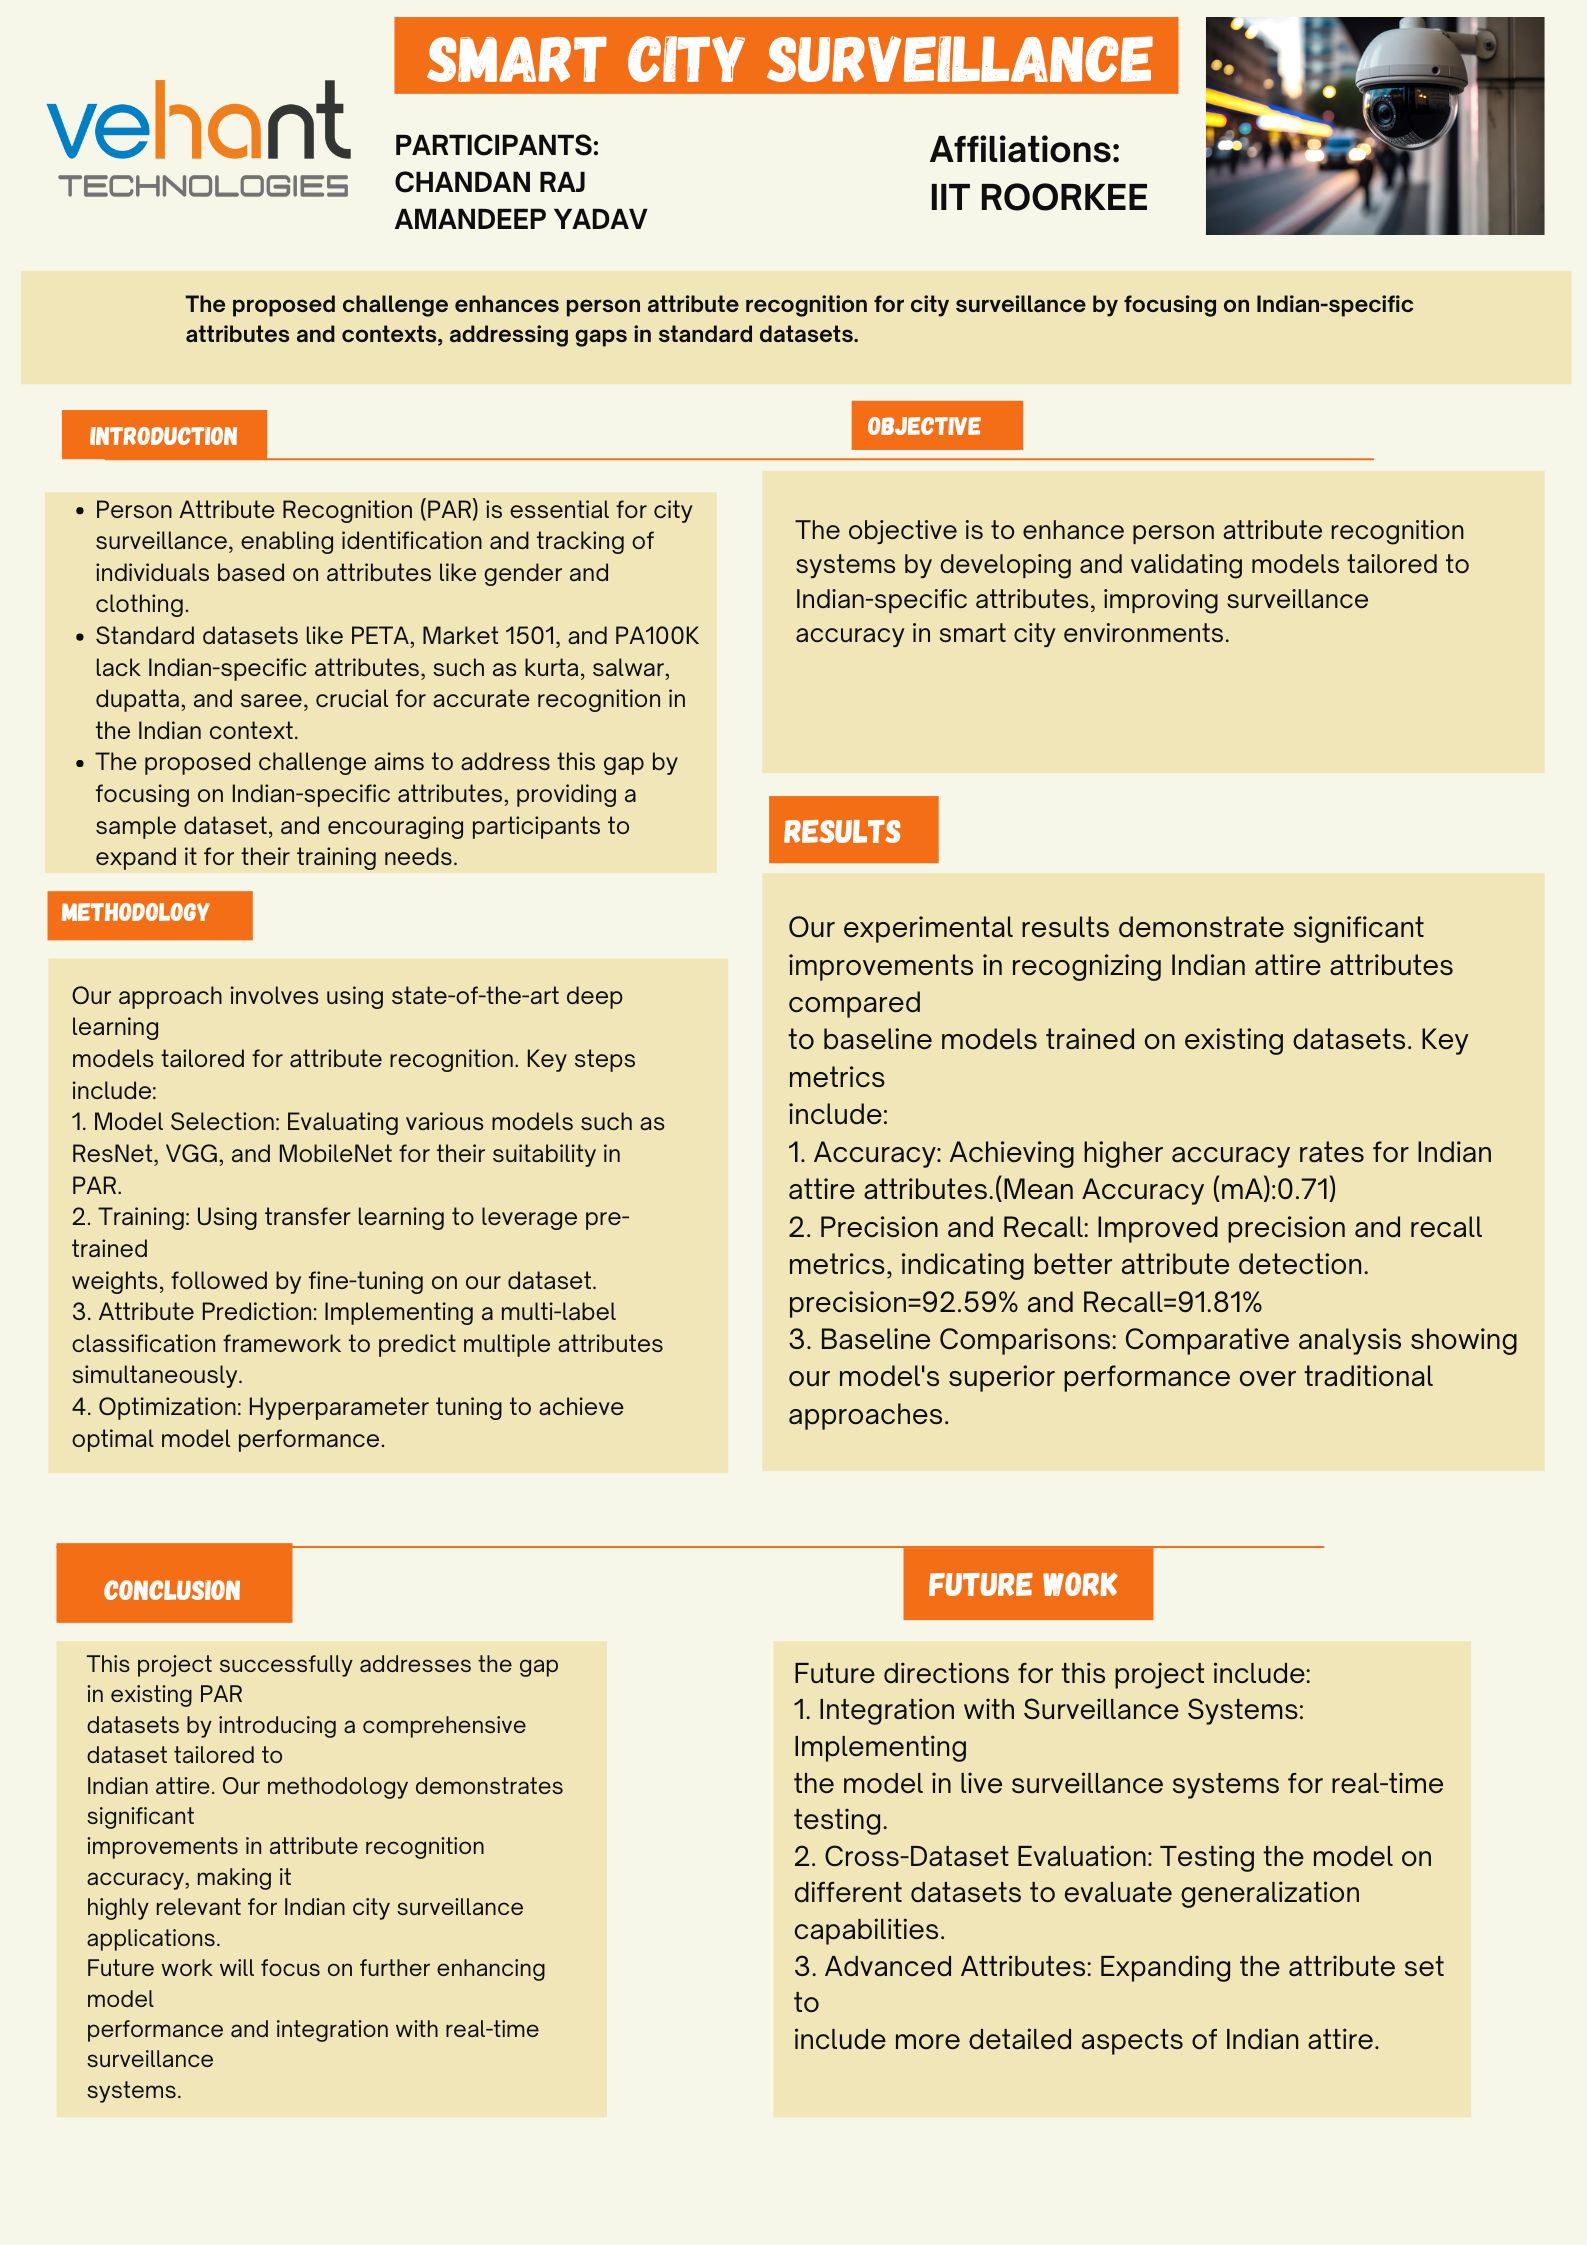 vehant
TECHNOLOGIES
SMART CITY SURVEILLANCE
PARTICIPANTS:
CHANDAN RAJ
AMANDEEP YADAV
Affiliations:
IIT ROORKEE
The proposed challenge enhances person attribute recognition for city surveillance by focusing on Indian-specific
attributes and contexts, addressing gaps in standard datasets.
INTRODUCTION
• Person Attribute Recognition (PAR) is essential for city
surveillance, enabling identification and tracking of
individuals based on attributes like gender and
clothing.
• Standard datasets like PETA, Market 1501, and PA100K
lack Indian-specific attributes, such as kurta, salwar,
dupatta, and saree, crucial for accurate recognition in
the Indian context.
• The proposed challenge aims to address this gap by
focusing on Indian-specific attributes, providing a
sample dataset, and encouraging participants to
expand it for their training needs.
OBJECTIVE
The objective is to enhance person attribute recognition
systems by developing and validating models tailored to
Indian-specific attributes, improving surveillance
accuracy in smart city environments.
METHODOLOGY
Our approach involves using state-of-the-art deep
learning
models tailored for attribute recognition. Key steps
include:
1. Model Selection: Evaluating various models such as
ResNet, VGG, and MobileNet for their suitability in
PAR.
2. Training: Using transfer learning to leverage pre-
trained
weights, followed by fine-tuning on our dataset.
3. Attribute Prediction: Implementing a multi-label
classification framework to predict multiple attributes
simultaneously.
4. Optimization: Hyperparameter tuning to achieve
optimal model performance.
RESULTS
Our experimental results demonstrate significant
improvements in recognizing Indian attire attributes
compared
to baseline models trained on existing datasets. Key
metrics
include:
1. Accuracy: Achieving higher accuracy rates for Indian
attire attributes.(Mean Accuracy (mA):0.71)
2. Precision and Recall: Improved precision and recall
metrics, indicating better attribute detection.
precision=92.59% and Recall=91.81%
3. Baseline Comparisons: Comparative analysis showing
our model's superior performance over traditional
approaches.
CONCLUSION
This project successfully addresses the gap
in existing PAR
datasets by introducing a comprehensive
dataset tailored to
Indian attire. Our methodology demonstrates
significant
improvements in attribute recognition
accuracy, making it
highly relevant for Indian city surveillance
applications.
Future work will focus on further enhancing
model
performance and integration with real-time
surveillance
systems.
FUTURE WORK
Future directions for this project include:
1. Integration with Surveillance Systems:
Implementing
the model in live surveillance systems for real-time
testing.
2. Cross-Dataset Evaluation: Testing the model on
different datasets to evaluate generalization
capabilities.
3. Advanced Attributes: Expanding the attribute set
to
include more detailed aspects of Indian attire.